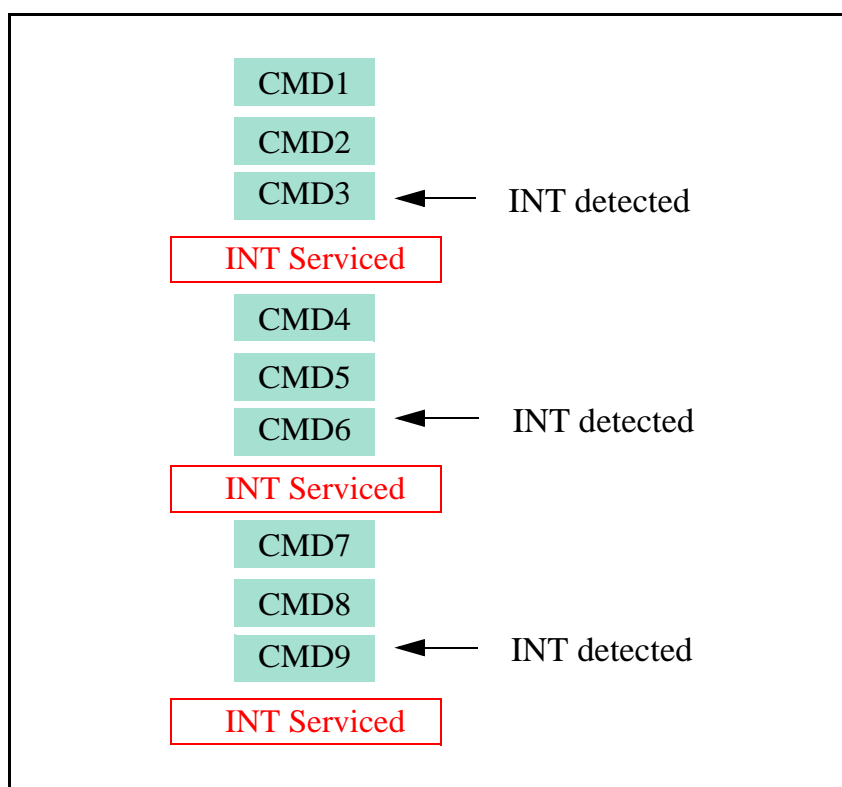 CMD1
CMD2
CMD3
INT detected
INT Serviced
CMD4
CMD5
CMD6
INT detected
INT Serviced
CMD7
CMD8
CMD9
INT detected
INT Serviced